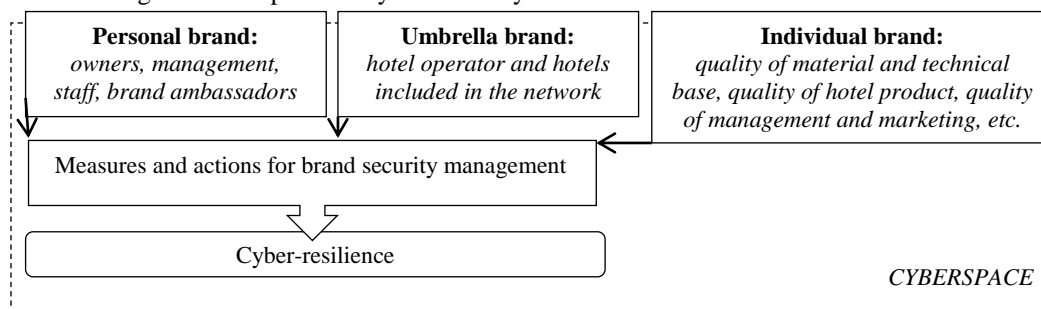 Personal brand:
owners, management,
staff, brand ambassadors
Umbrella brand:
hotel operator and hotels
included in the network
Individual brand:
quality of material and technical
base, quality of hotel product, quality
of management and marketing, etc.
Measures and actions for brand security management
Cyber-resilience
CYBERSPACE